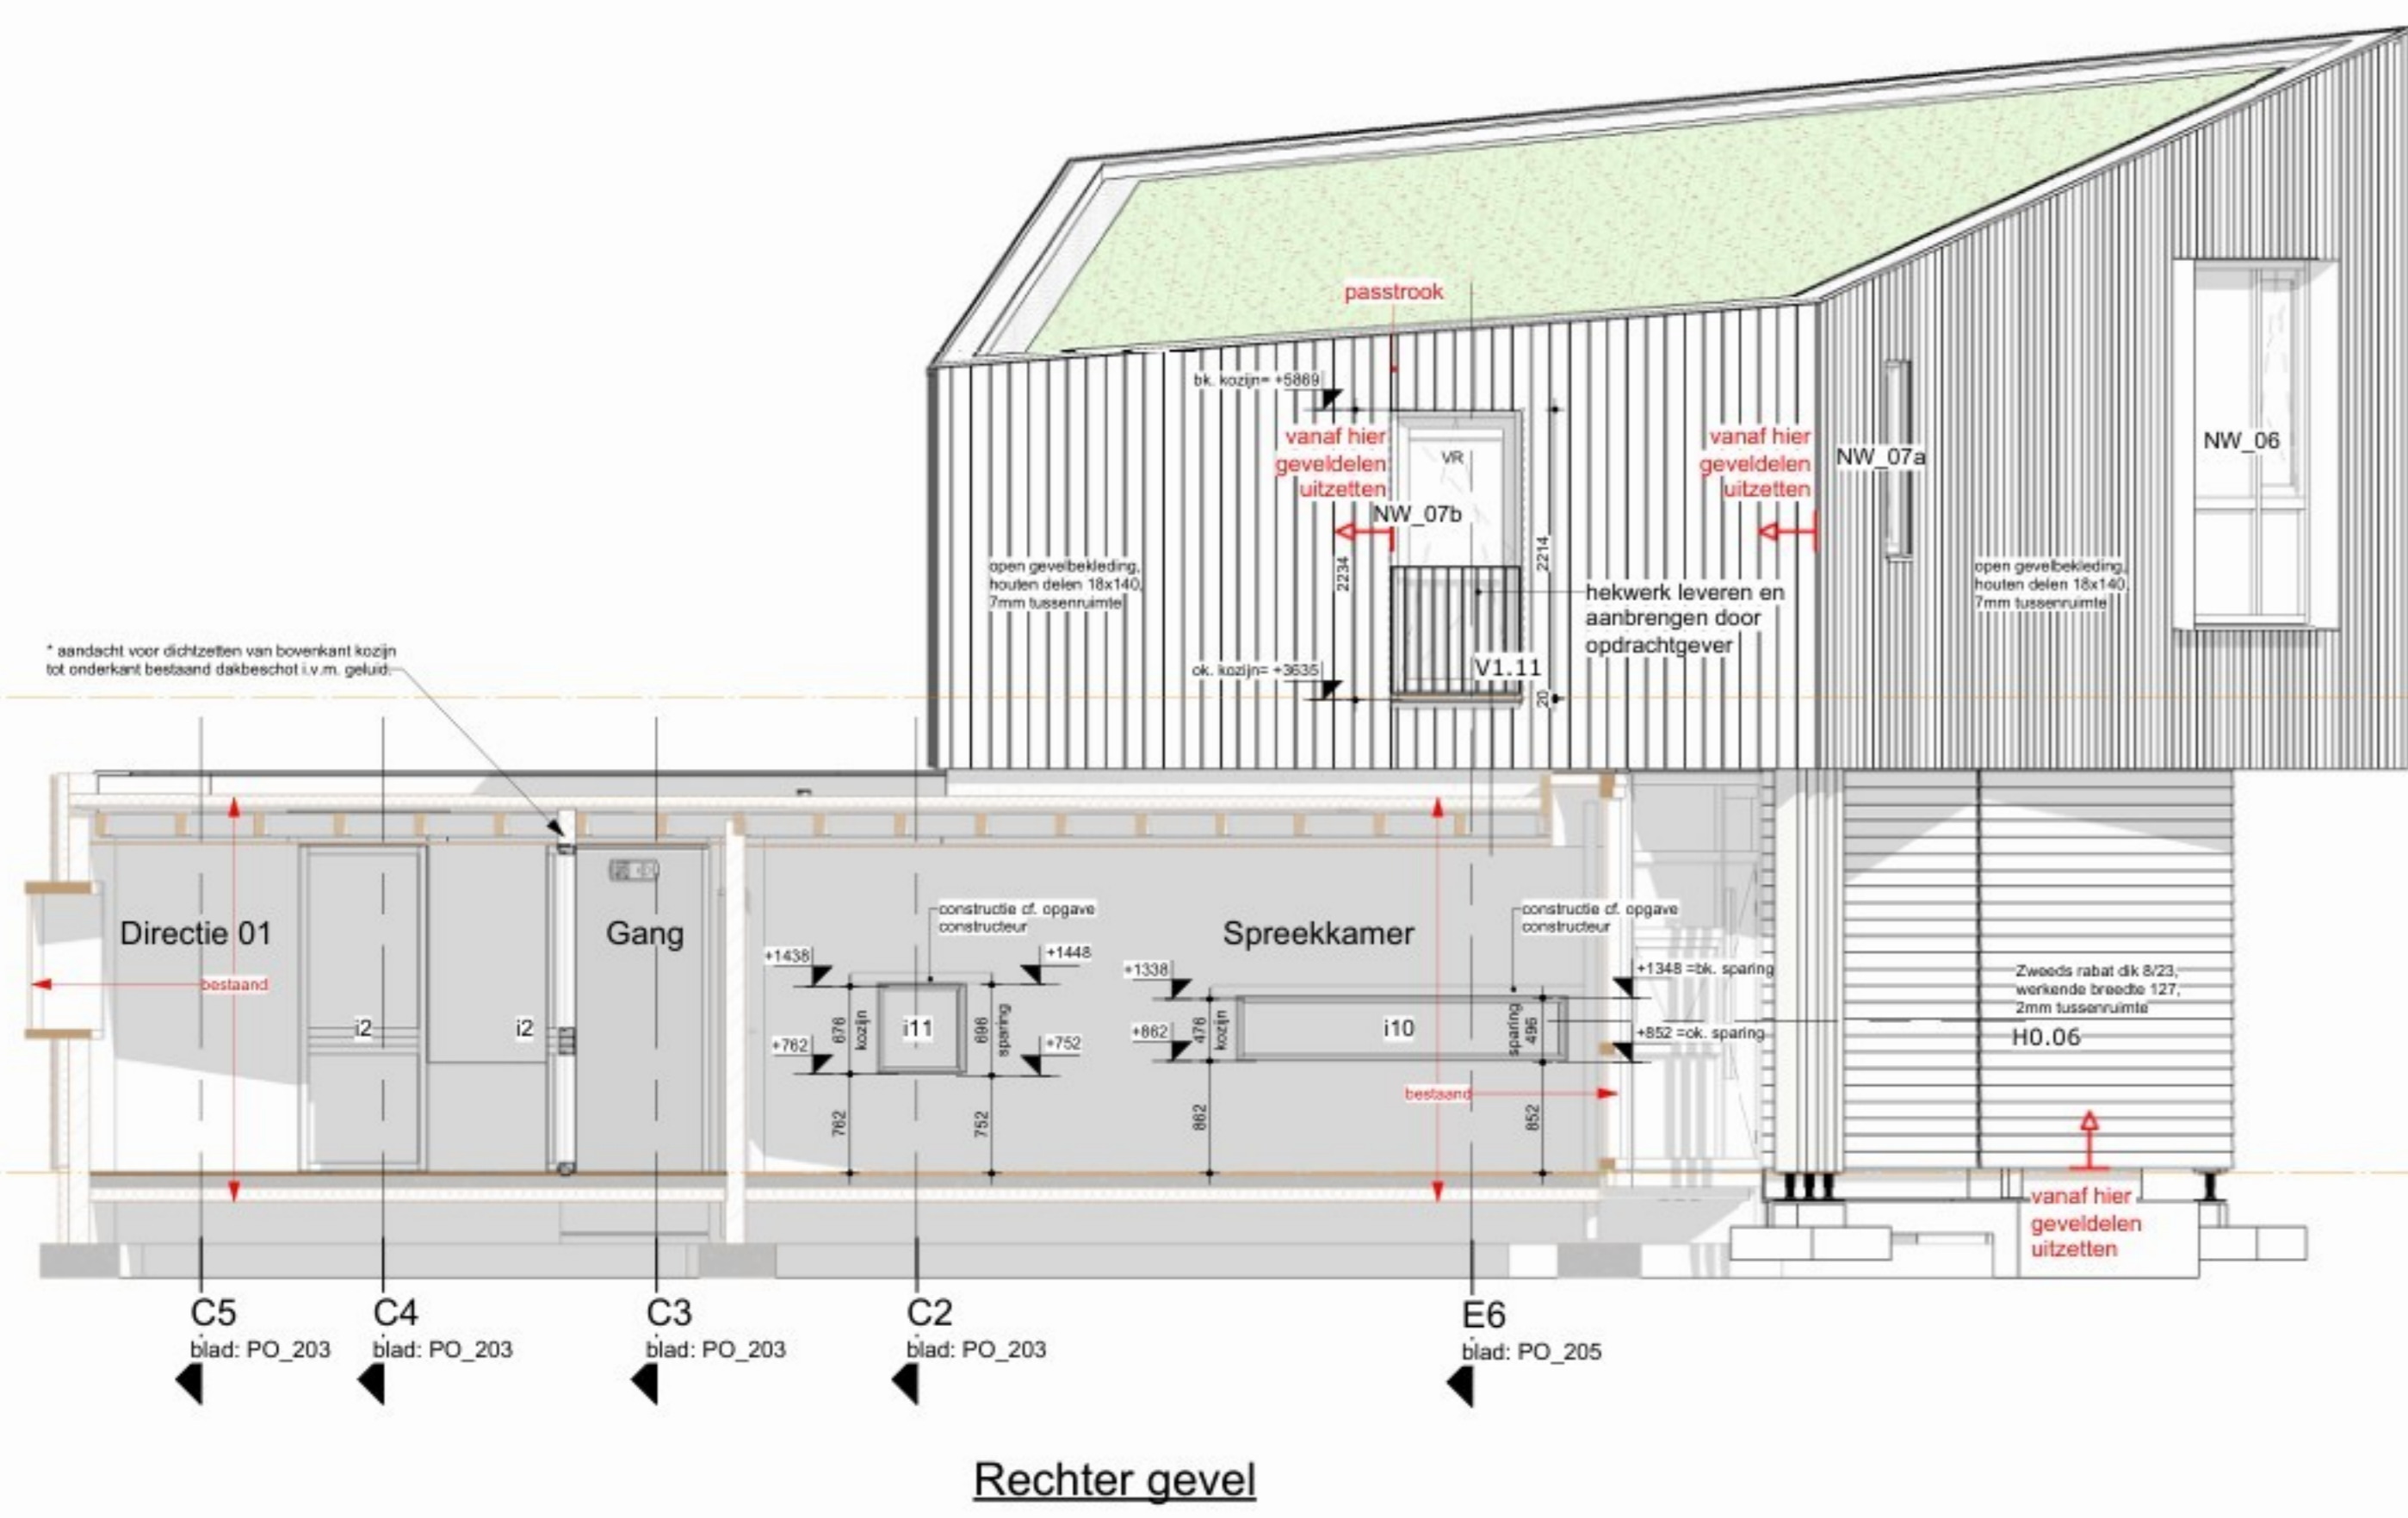 passtrook
bk. kozijn= +5869
vanaf hier
geveldelen
uitzetten
VR
NW_07b
2234
2214
vanaf hier
geveldelen
uitzetten
NW_07a
NW_06
open gevelbekleding,
houten delen 18x140,
7mm tussenruimte
hekwerk leveren en
aanbrengen door
opdrachtgever
open gevelbekleding,
houten delen 18x140,
7mm tussenruimte
* aandacht voor dichtzetten van bovenkant kozijn
tot onderkant bestaand dakbeschot i.v.m. geluid.
ok. kozijn= +3635
V1.11
20
Directie 01
bestaand
i2
i2
Gang
constructie cf. opgave
constructeur
+1438
+1448
676
kozijn
i11
696
sparing
+762
+752
762
752
Spreekkamer
constructie cf. opgave
constructeur
+1338
+1348 =bk. sparing
+862
476
kozijn
i10
sparing
496
+852 =ok. sparing
862
bestaand
852
Zweeds rabat dik 8/23,
werkende breedte 127,
2mm tussenruimte
H0.06
vanaf hier
geveldelen
uitzetten
C5
blad: PO_203
C4
blad: PO_203
C3
blad: PO_203
C2
blad: PO_203
E6
blad: PO_205
Rechter gevel